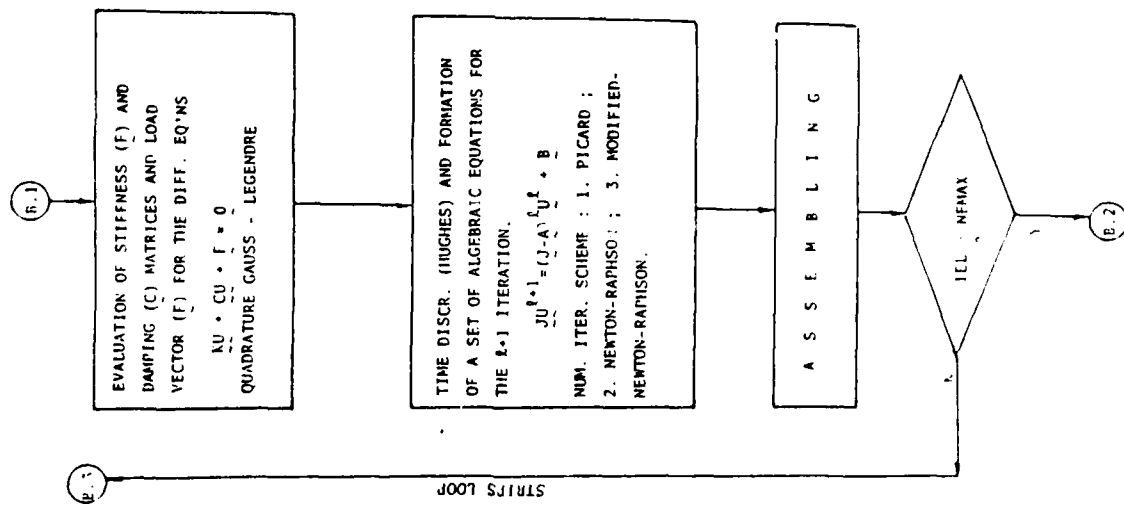 B.1
EVALUATION OF STIFFNESS (F) AND
DAMPING (C) MATRICES AND LOAD
VECTOR (F) FOR THE DIFF. EQ'NS
KU + CU + F = 0
QUADRATURE GAUSS - LEGENDRE
TIME DISCR. (HUGHES) AND FORMATION
OF A SET OF ALGEBRAIC EQUATIONS FOR
THE ℓ+1 ITERATION.
JU^ℓ+1 = (J-A)^ℓ U^ℓ + B
NUM. ITER. SCHEME : 1. PICARD ;
2. NEWTON-RAPHSON ; 3. MODIFIED-
NEWTON-RAPHSON.
A S S E M B L I N G
NEMAX
B.2
STRIPS LOOP